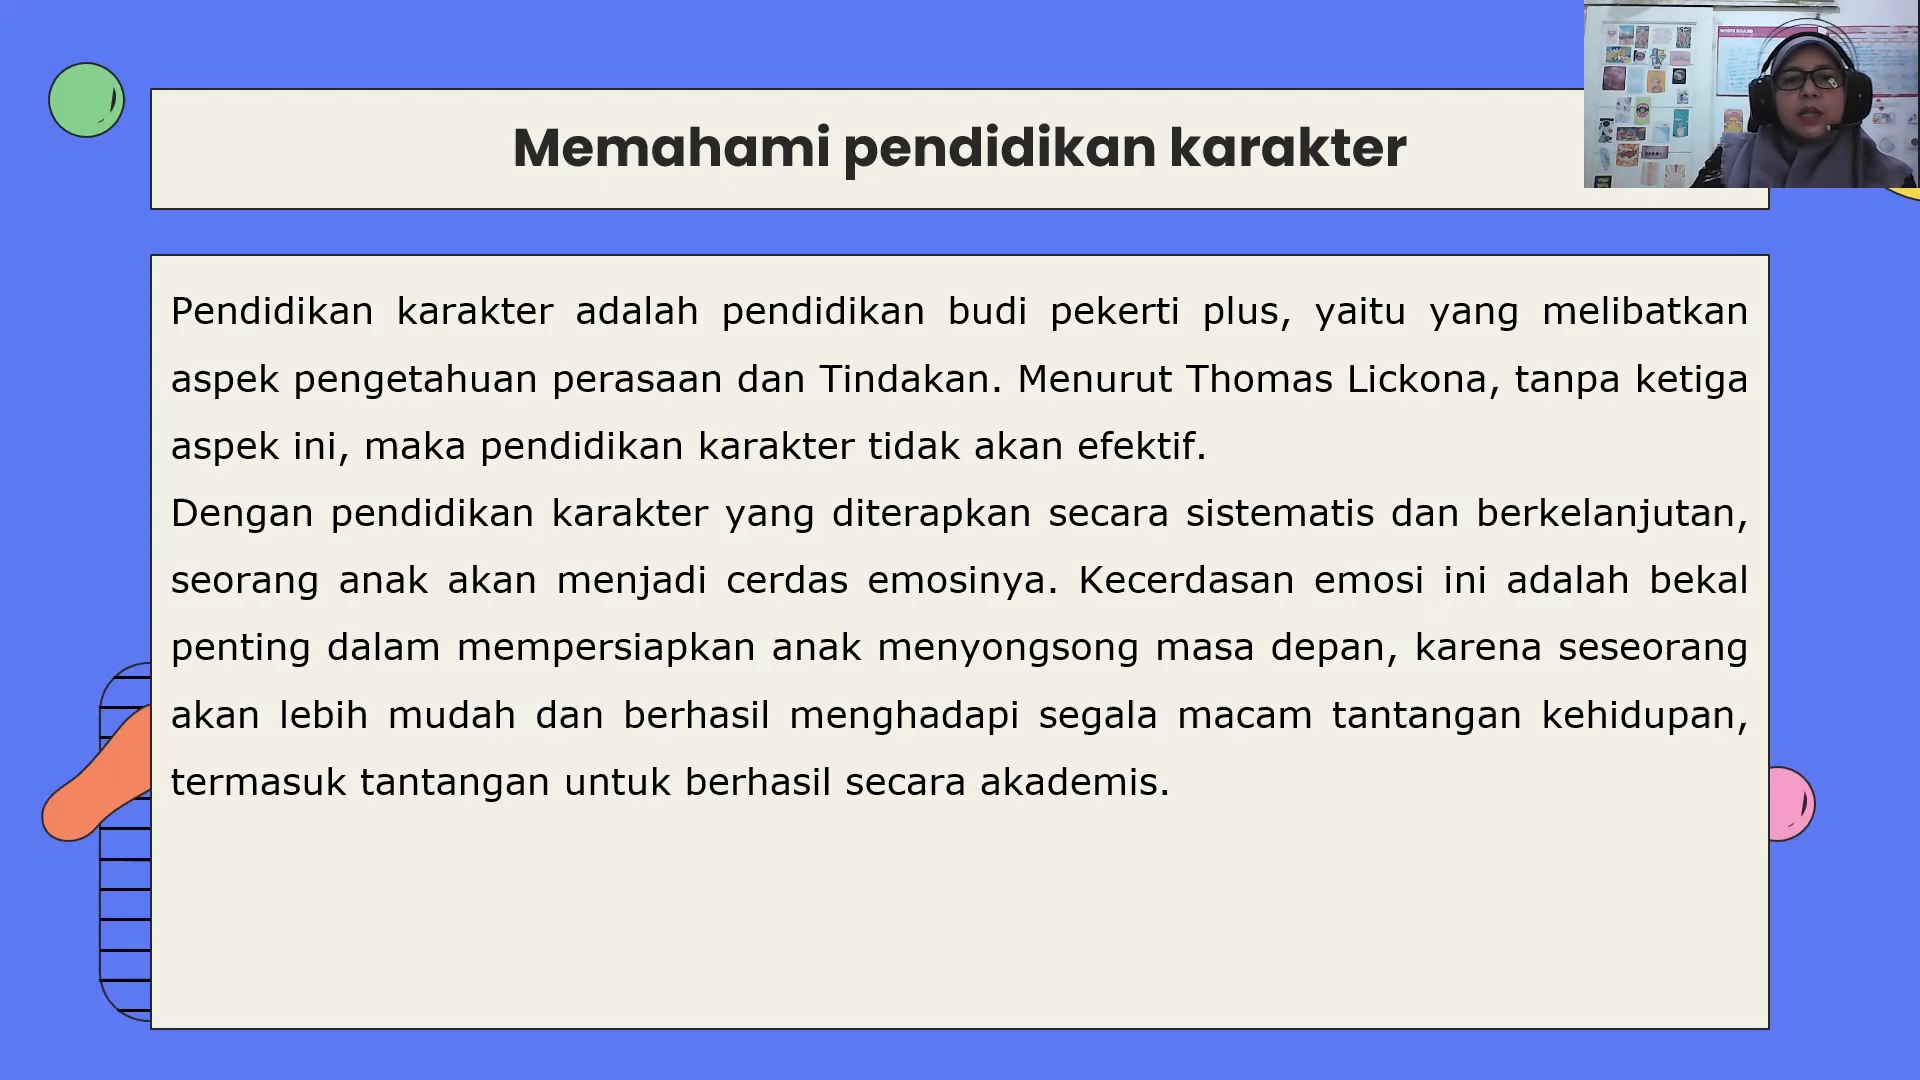 Memahami pendidikan karakter
Pendidikan karakter adalah pendidikan budi pekerti plus, yaitu yang melibatkan
aspek pengetahuan perasaan dan Tindakan. Menurut Thomas Lickona, tanpa ketiga
aspek ini, maka pendidikan karakter tidak akan efektif.
Dengan pendidikan karakter yang diterapkan secara sistematis dan berkelanjutan,
seorang anak akan menjadi cerdas emosinya. Kecerdasan emosi ini adalah bekal
penting dalam mempersiapkan anak menyongsong masa depan, karena seseorang
akan lebih mudah dan berhasil menghadapi segala macam tantangan kehidupan,
termasuk tantangan untuk berhasil secara akademis.